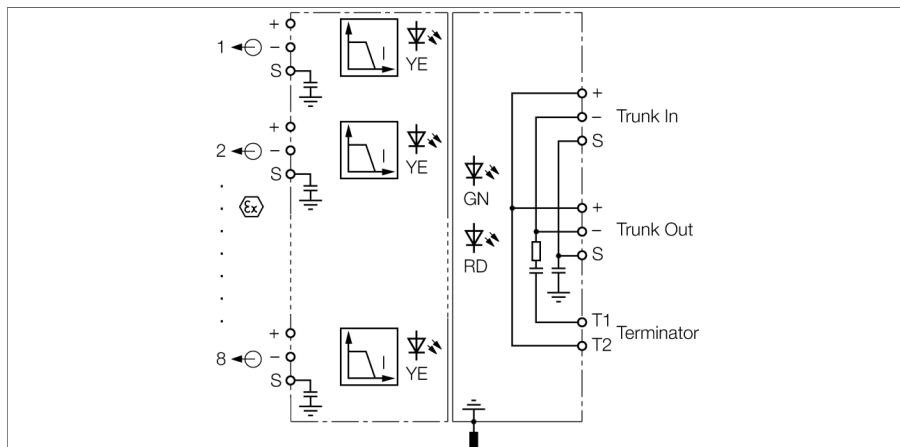 +
1 –
S
I
YE
+
2 –
S
I
YE
Ex
+
8 –
S
I
YE
GN
RD
+
– Trunk In
S
+
– Trunk Out
S
T1
Terminator
T2